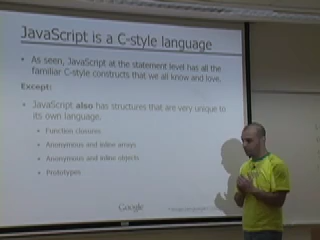 JavaScript is a C-style language
• As seen, JavaScript at the statement level has all the
familiar C-style constructs that we all know and love.
Except:
• JavaScript also has structures that are very unique to
its own language.
• Function closures
• Anonymous and inline arrays
• Anonymous and inline objects
• Prototypes
Google